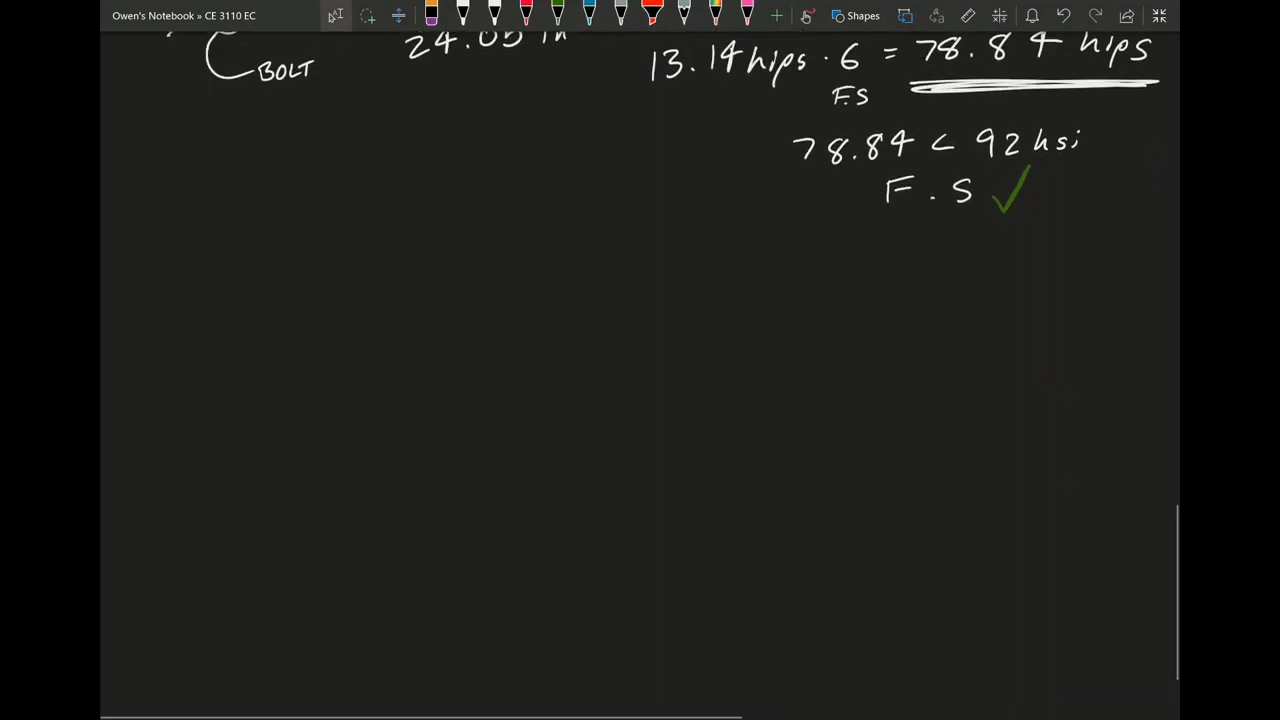 Owen's Notebook » CE 3110 EC
Shapes
24.05 in
BOLT
13.14 kips · 6 = 78.84 kips
F.S
78.84 < 92 ksi
F.S ✓